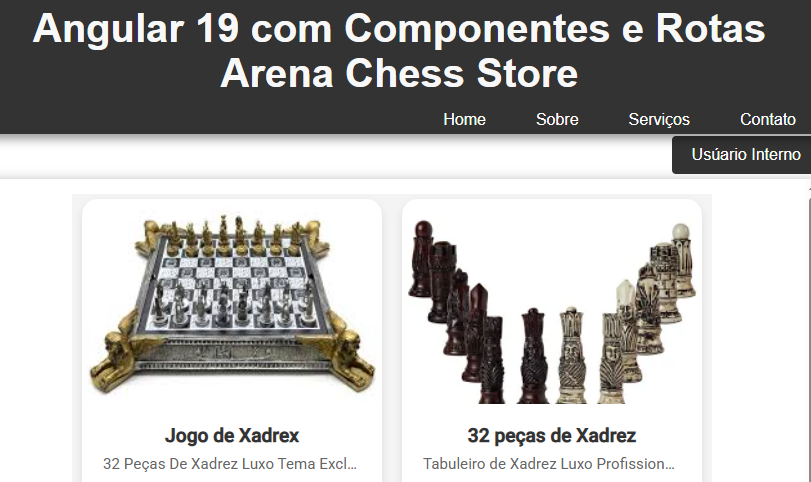 Angular 19 com Componentes e Rotas
Arena Chess Store
Home Sobre Serviços Contato
Usúario Interno
Jogo de Xadrex
32 Peças De Xadrez Luxo Tema Excl…
32 peças de Xadrez
Tabuleiro de Xadrez Luxo Profission…